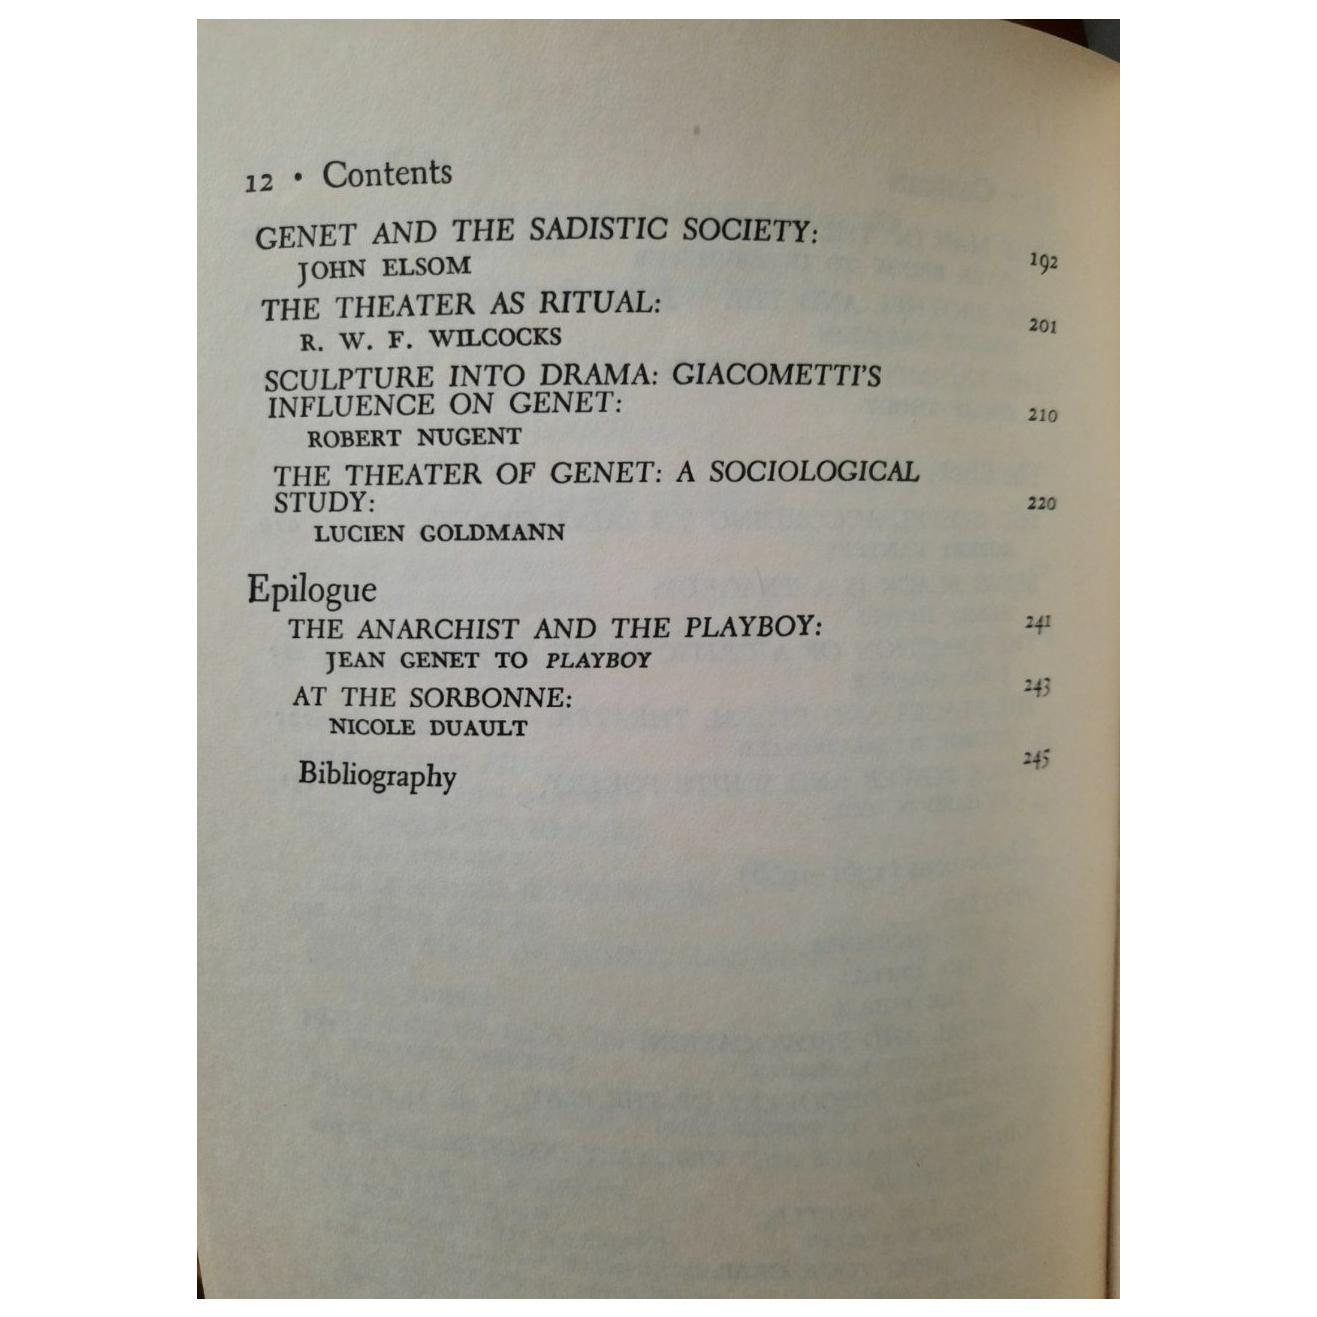 12 • Contents
GENET AND THE SADISTIC SOCIETY:
JOHN ELSOM 192
THE THEATER AS RITUAL:
R. W. F. WILCOCKS 201
SCULPTURE INTO DRAMA: GIACOMETTI'S
INFLUENCE ON GENET: 210
ROBERT NUGENT
THE THEATER OF GENET: A SOCIOLOGICAL
STUDY: 220
LUCIEN GOLDMANN
Epilogue
THE ANARCHIST AND THE PLAYBOY: 241
JEAN GENET TO PLAYBOY
AT THE SORBONNE: 243
NICOLE DUAULT
Bibliography 245